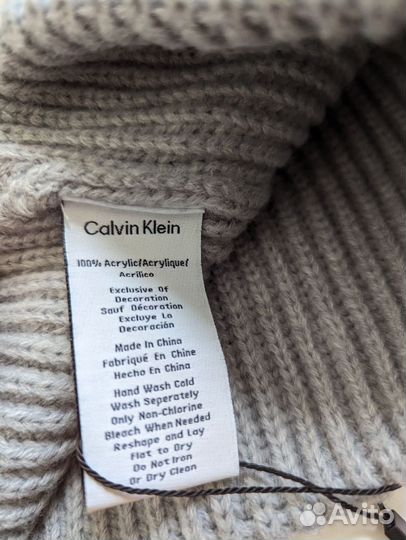 Calvin Klein
100% Acrylic/Acrylique/
Acrílico
Exclusive Of
Decoration
Sauf Décoration
Excluye Lo
Decoración
Made In China
Fabriqué En Chine
Hecho En China
Hand Wash Cold
Wash Seperately
Only Non-Chlorine
Bleach When Needed
Reshape and Lay
Flat to Dry
Do Not Iron
Or Dry Clean
Avito